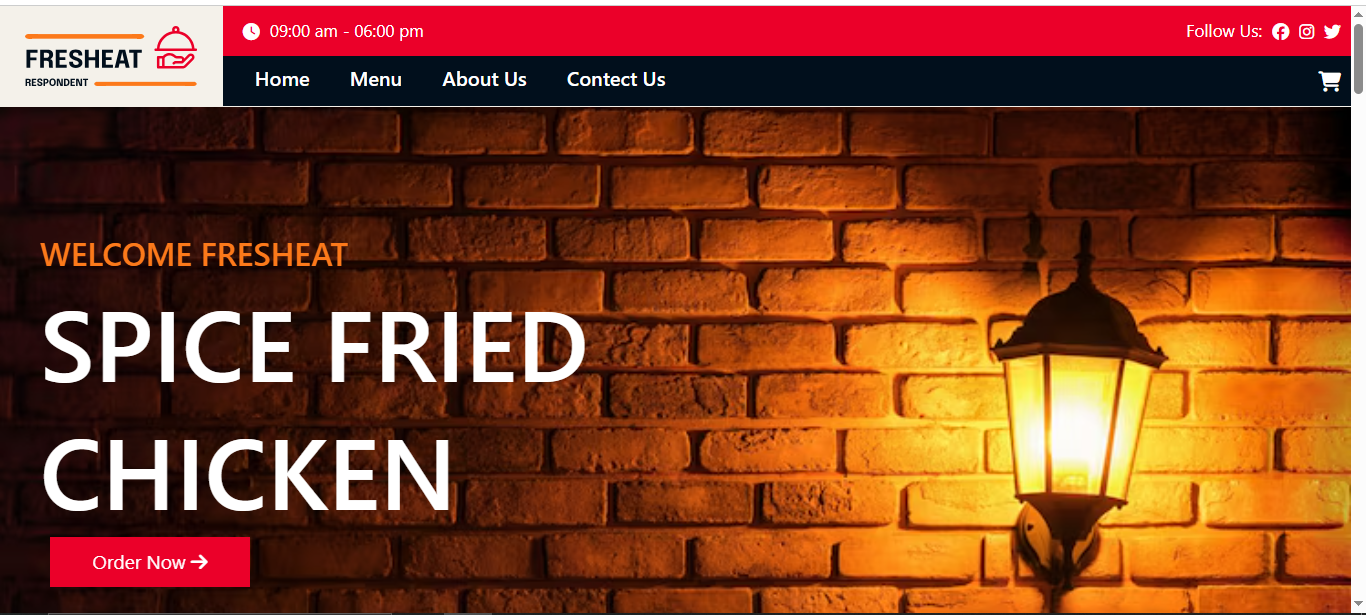 FRESHEAT
RESPONDENT
09:00 am - 06:00 pm
Follow Us:
Home Menu About Us Contect Us
WELCOME FRESHEAT
SPICE FRIED
CHICKEN
Order Now